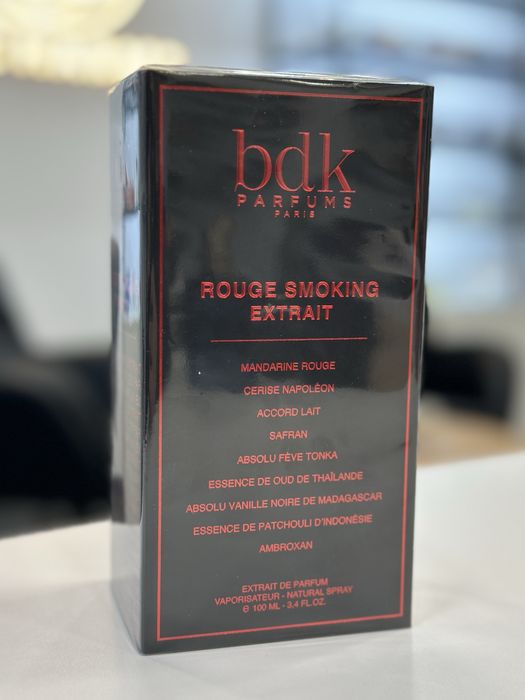 bdk
PARFUMS
PARIS
ROUGE SMOKING
EXTRAIT
MANDARINE ROUGE
CERISE NAPOLÉON
ACCORD LAIT
SAFRAN
ABSOLU FÈVE TONKA
ESSENCE DE OUD DE THAÏLANDE
ABSOLU VANILLE NOIRE DE MADAGASCAR
ESSENCE DE PATCHOULI D'INDONÉSIE
AMBROXAN
EXTRAIT DE PARFUM
VAPORISATEUR - NATURAL SPRAY
℮ 100 ML - 3.4 FL.OZ.